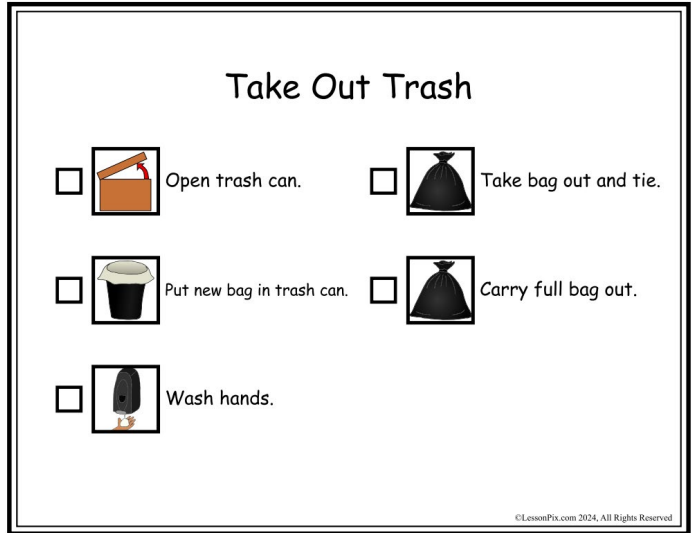 Take Out Trash
Open trash can.
Take bag out and tie.
Put new bag in trash can.
Carry full bag out.
Wash hands.
©LessonPix.com 2024, All Rights Reserved